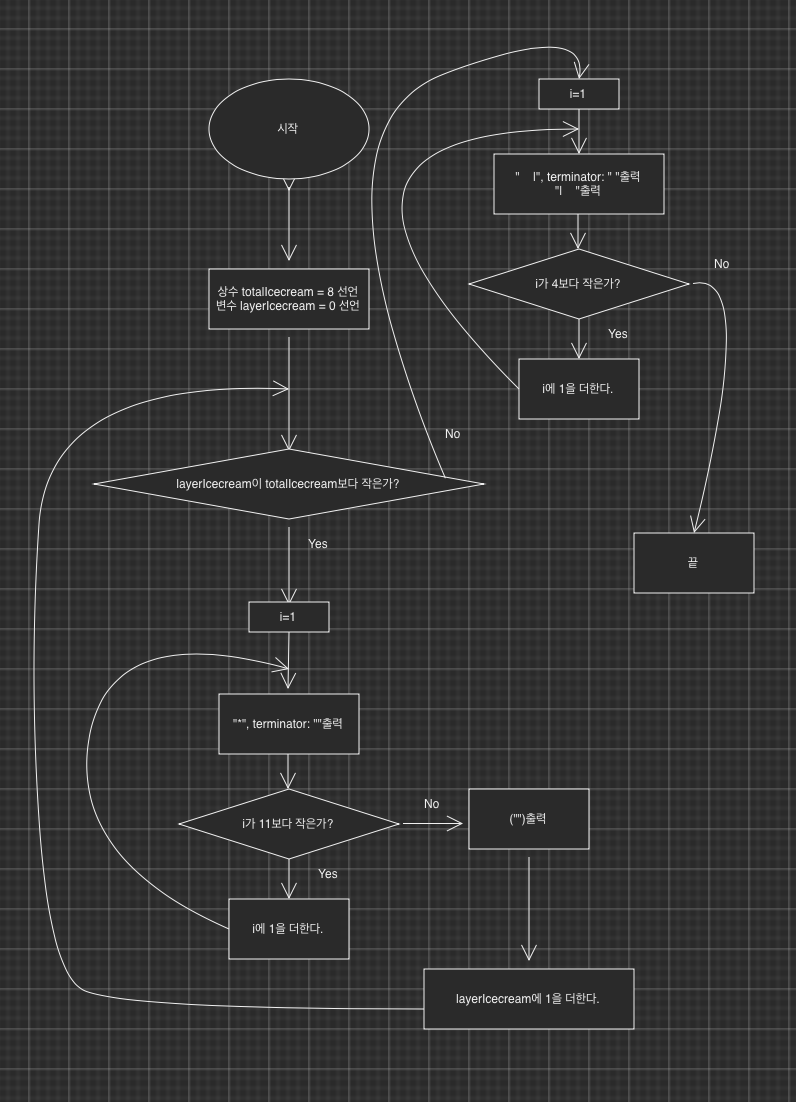 시작
상수 totalIcecream = 8 선언
변수 layerIcecream = 0 선언
layerIcecream이 totalIcecream보다 작은가?
Yes
i=1
"*", terminator: ""출력
i가 11보다 작은가?
Yes
i에 1을 더한다.
No
("")출력
layerIcecream에 1을 더한다.
No
i=1
"    l", terminator: " "출력
"l    "출력
i가 4보다 작은가?
Yes
i에 1을 더한다.
No
끝